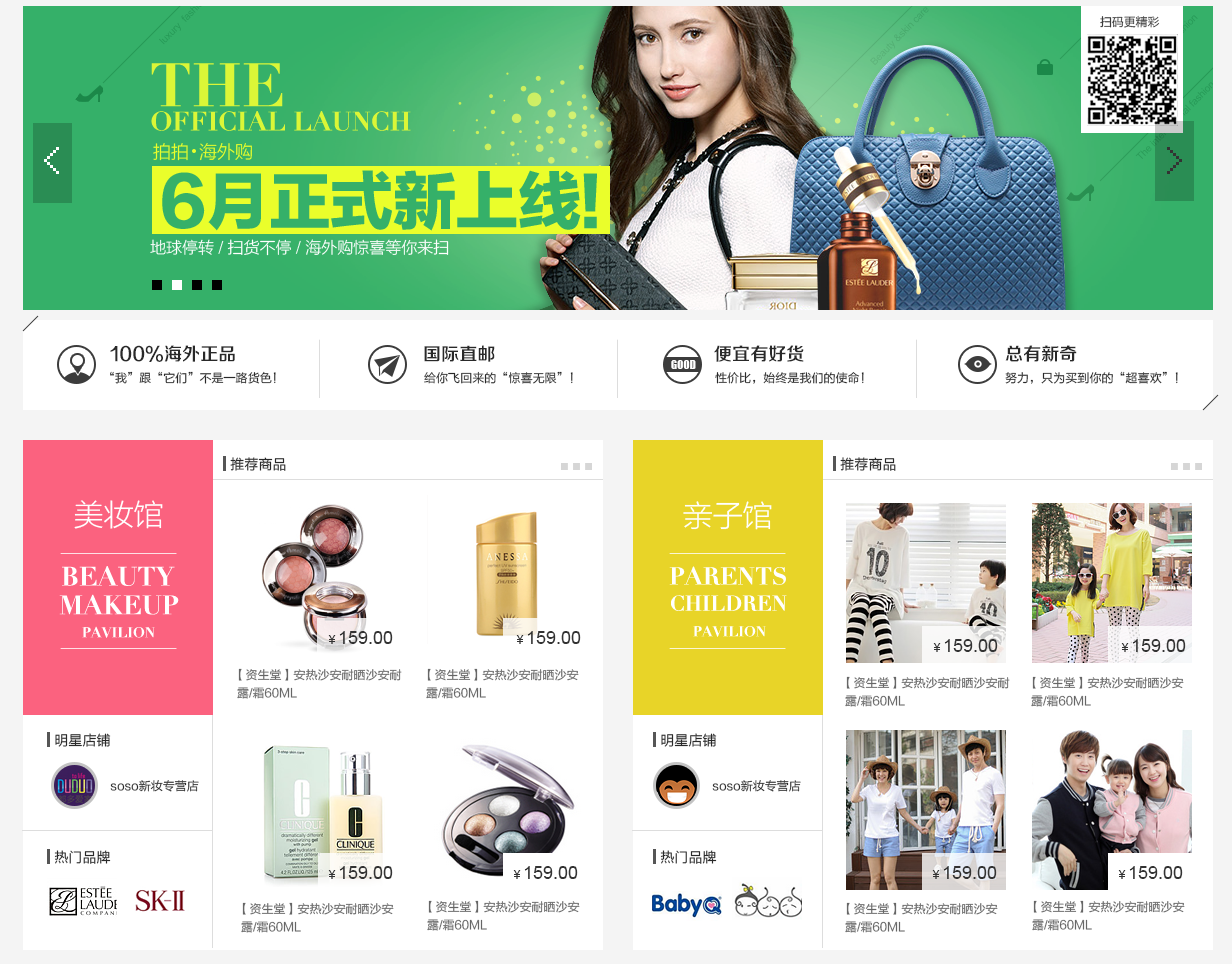 扫码更精彩
THE
OFFICIAL LAUNCH
拍拍·海外购
6月正式新上线!
地球停转 / 扫货不停 / 海外购惊喜等你来扫
ESTĒE LAUDER
Advanced
DIOR
100%海外正品
“我”跟“它们”不是一路货色！
国际直邮
给你飞回来的“惊喜无限”！
GOOD
便宜有好货
性价比，始终是我们的使命！
总有新奇
努力，只为买到你的“超喜欢”！
美妆馆
BEAUTY
MAKEUP
PAVILION
推荐商品
ANESSA
¥159.00
¥159.00
【资生堂】安热沙安耐晒沙安耐
露/霜60ML
【资生堂】安热沙安耐晒沙安
露/霜60ML
CLINIQUE
CLINIQUE
¥159.00
¥159.00
【资生堂】安热沙安耐晒沙安
露/霜60ML
【资生堂】安热沙安耐晒沙安
露/霜60ML
明星店铺
DUDUO
soso新妆专营店
热门品牌
ESTĒE
LAUDE
COMPAN
SK-II
亲子馆
PARENTS
CHILDREN
PAVILION
推荐商品
10
10
¥159.00
¥159.00
【资生堂】安热沙安耐晒沙安耐
露/霜60ML
【资生堂】安热沙安耐晒沙安
露/霜60ML
¥159.00
¥159.00
【资生堂】安热沙安耐晒沙安
露/霜60ML
【资生堂】安热沙安耐晒沙安
露/霜60ML
明星店铺
soso新妆专营店
热门品牌
BabyQ